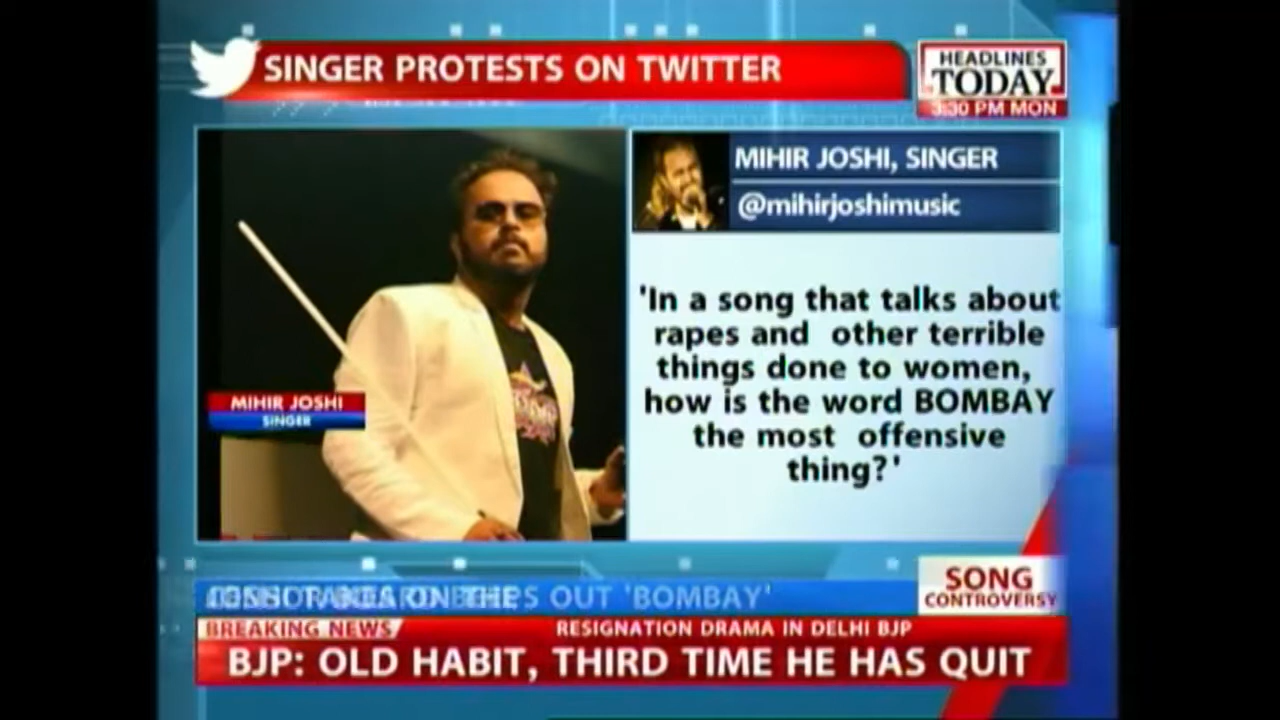 SINGER PROTESTS ON TWITTER
HEADLINES
TODAY
3:30 PM MON
MIHIR JOSHI, SINGER
@mihirjoshimusic
'In a song that talks about
rapes and other terrible
things done to women,
how is the word BOMBAY
the most offensive
thing?'
MIHIR JOSHI
SINGER
OUT 'BOMBAY'
SONG
CONTROVERSY
BREAKING NEWS
RESIGNATION DRAMA IN DELHI BJP
BJP: OLD HABIT, THIRD TIME HE HAS QUIT